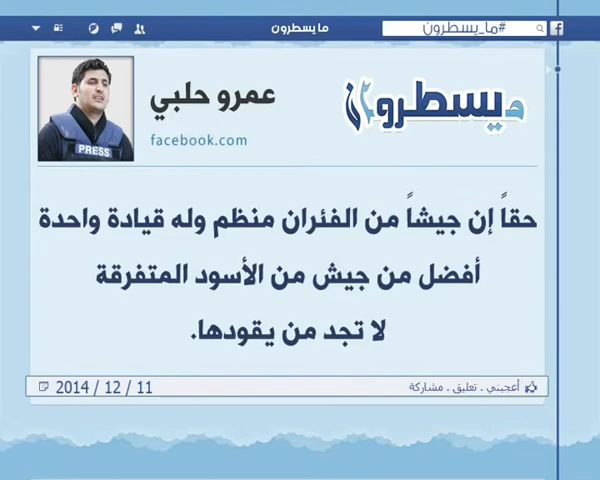 ما يسطرون
#ما_يسطرون
عمرو حلبي
ما يسطرون
facebook.com
PRESS
حقاً إن جيشاً من الفئران منظم وله قيادة واحدة
أفضل من جيش من الأسود المتفرقة
لا تجد من يقودها.
أعجبني . تعليق . مشاركة
2014 / 12 / 11